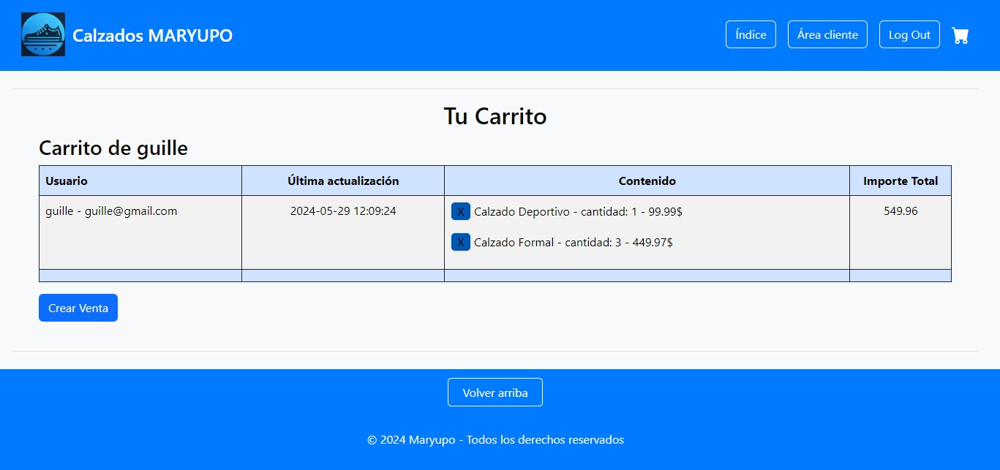 Calzados MARYUPO
Índice
Área cliente
Log Out
Tu Carrito
Carrito de guille
Usuario Última actualización Contenido Importe Total
guille - guille@gmail.com 2024-05-29 12:09:24 X Calzado Deportivo - cantidad: 1 - 99.99$ 549.96
X Calzado Formal - cantidad: 3 - 449.97$
Crear Venta
Volver arriba
© 2024 Maryupo - Todos los derechos reservados